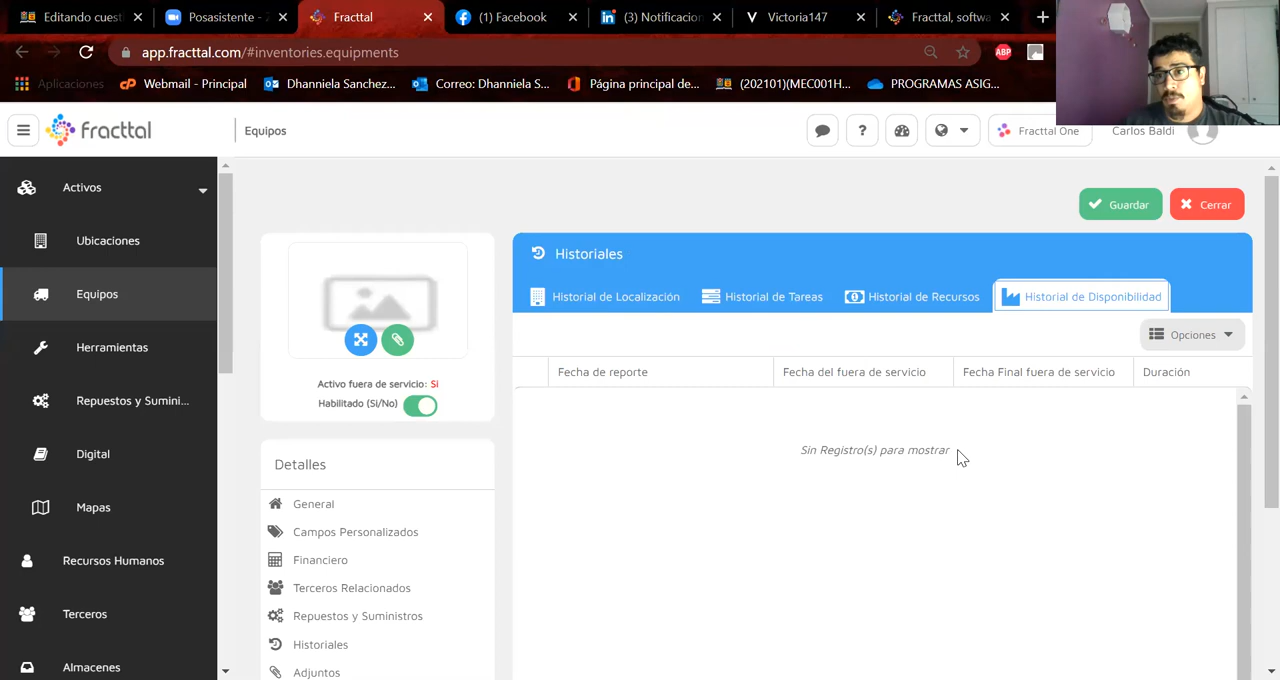 Editando cuest
Posasistente - Z
Fracttal
(1) Facebook
(3) Notificacion
Victoria147
Fracttal, softwa
app.fracttal.com/#inventories.equipments
ABP
Aplicaciones
Webmail - Principal
Dhanniela Sanchez...
Correo: Dhanniela S...
Página principal de...
(202101)(MEC001H...
PROGRAMAS ASIG...
fracttal
Equipos
Fracttal One
Carlos Baldi
Activos
Ubicaciones
Equipos
Herramientas
Repuestos y Sumini...
Digital
Mapas
Recursos Humanos
Terceros
Almacenes
Guardar
Cerrar
Activo fuera de servicio: Si
Habilitado (Si/No)
Detalles
General
Campos Personalizados
Financiero
Terceros Relacionados
Repuestos y Suministros
Historiales
Adjuntos
Historiales
Historial de Localización
Historial de Tareas
Historial de Recursos
Historial de Disponibilidad
Opciones
Fecha de reporte
Fecha del fuera de servicio
Fecha Final fuera de servicio
Duración
Sin Registro(s) para mostrar